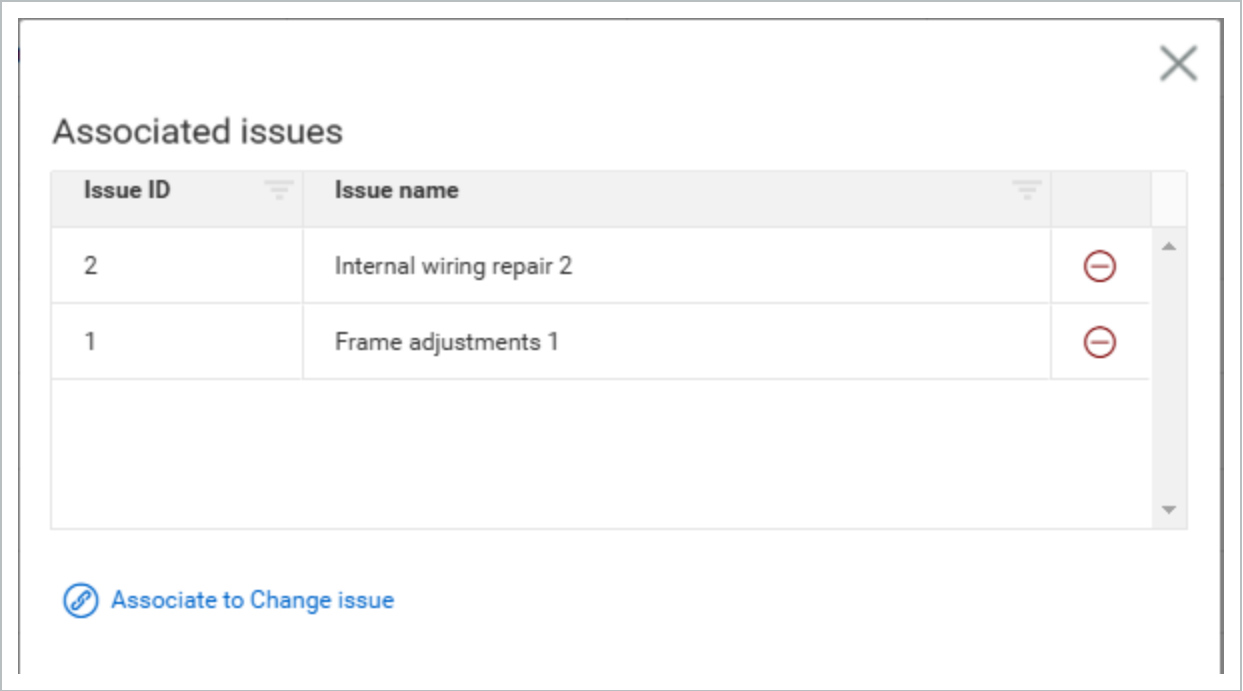 Associated issues
Issue ID Issue name
2 Internal wiring repair 2
1 Frame adjustments 1
Associate to Change issue